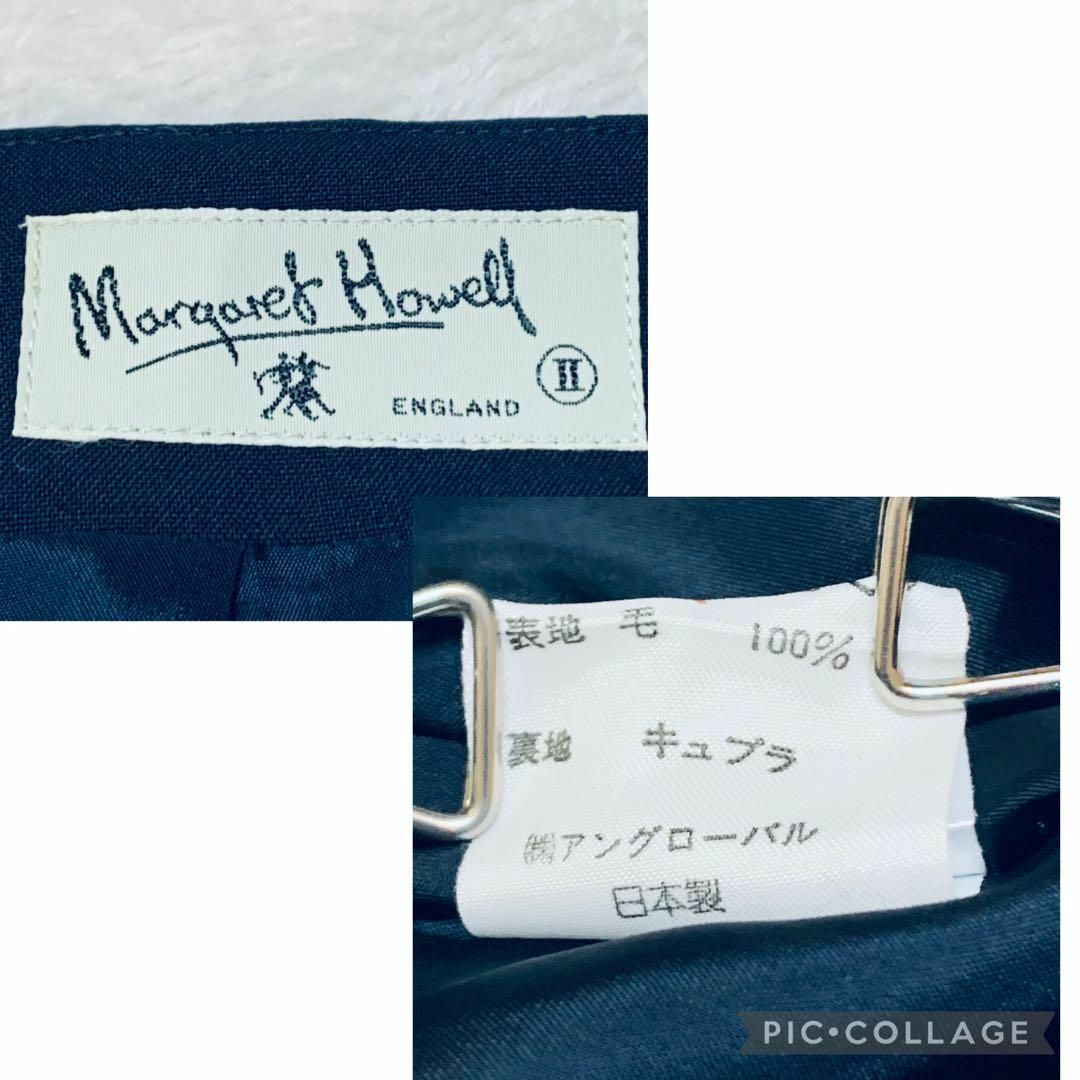 Margaret Howell
ENGLAND II
表地 毛 100%
裏地 キュプラ
㈱アングローバル
日本製
PIC•COLLAGE